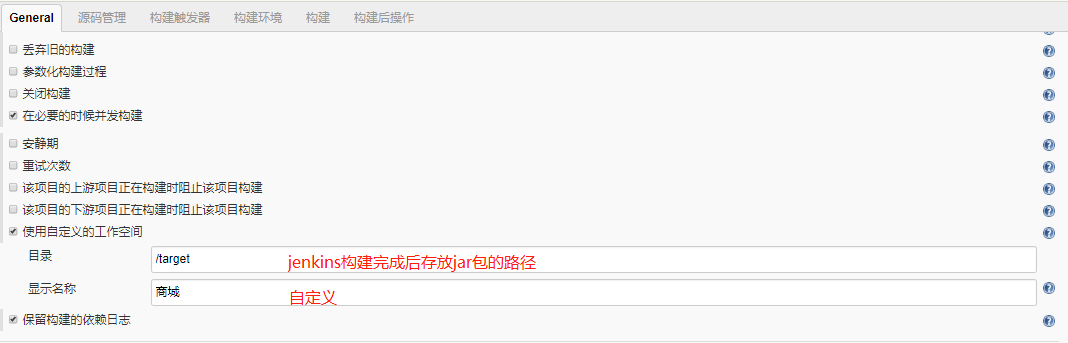 General 源码管理 构建触发器 构建环境 构建 构建后操作
丢弃旧的构建
参数化构建过程
关闭构建
在必要的时候并发构建
安静期
重试次数
该项目的上游项目正在构建时阻止该项目构建
该项目的下游项目正在构建时阻止该项目构建
使用自定义的工作空间
目录 /target jenkins构建完成后存放jar包的路径
显示名称 商城 自定义
保留构建的依赖日志